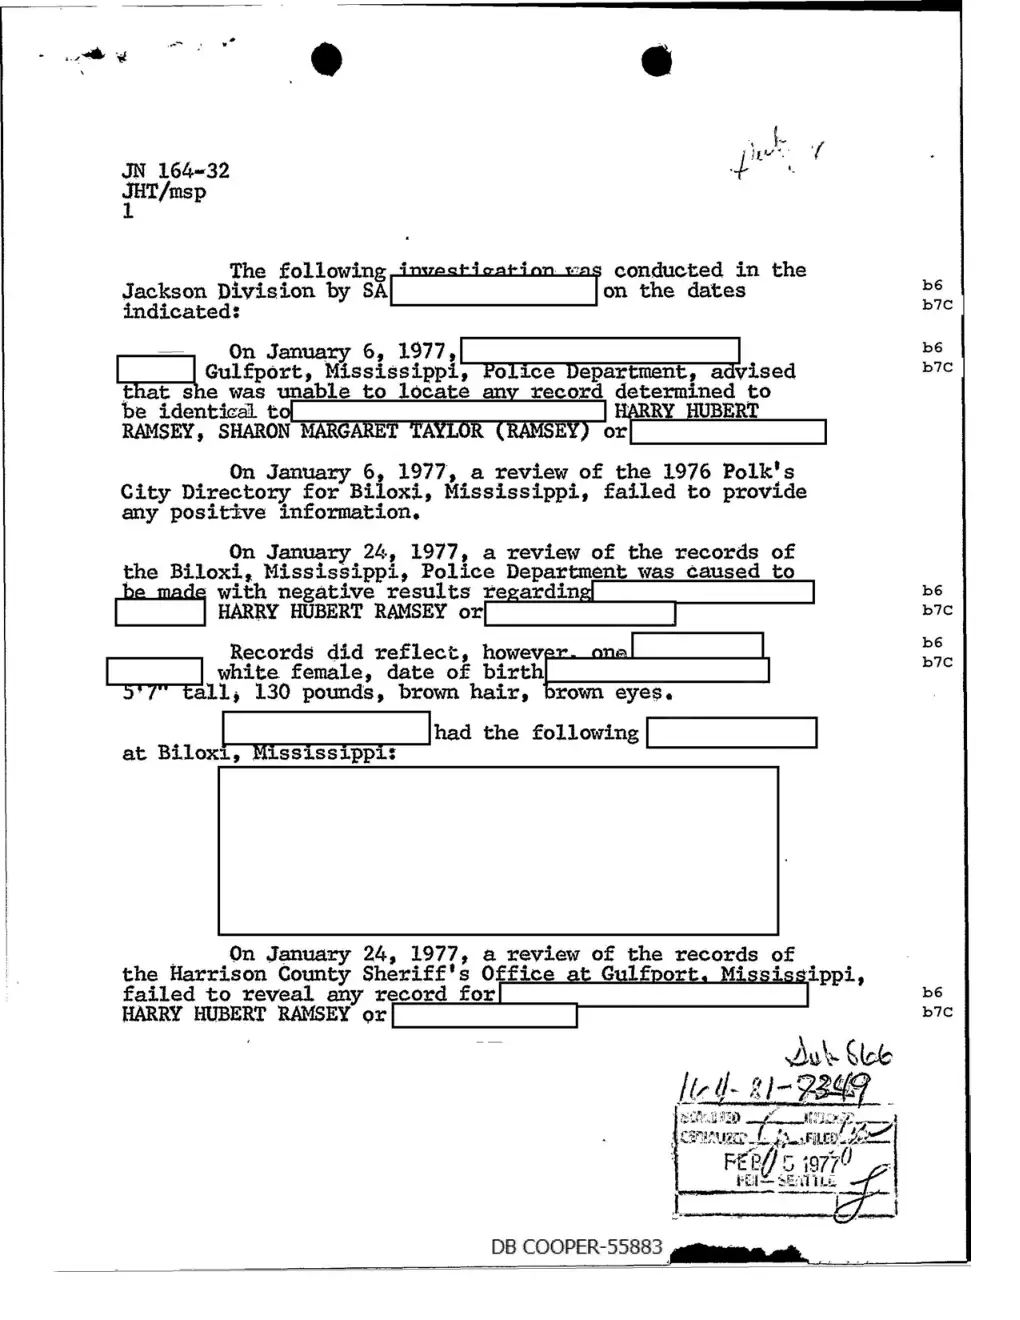 JN 164-32
JHT/msp
1
The following investigation was conducted in the
Jackson Division by SA on the dates
indicated:
b6
b7C
On January 6, 1977,
Gulfport, Mississippi, Police Department, advised
that she was unable to locate any record determined to
be identical to HARRY HUBERT
RAMSEY, SHARON MARGARET TAYLOR (RAMSEY) or
b6
b7C
On January 6, 1977, a review of the 1976 Polk's
City Directory for Biloxi, Mississippi, failed to provide
any positive information.
On January 24, 1977, a review of the records of
the Biloxi, Mississippi, Police Department was caused to
be made with negative results regarding
HARRY HUBERT RAMSEY or
b6
b7C
Records did reflect, however, one
white female, date of birth
5'7" tall, 130 pounds, brown hair, brown eyes.
b6
b7C
had the following
at Biloxi, Mississippi:
On January 24, 1977, a review of the records of
the Harrison County Sheriff's Office at Gulfport, Mississippi,
failed to reveal any record for
HARRY HUBERT RAMSEY or
b6
b7C
164-81-
SERIALIZED FILED
FEB 5 1977
FBI - SEATTLE
DB COOPER-55883